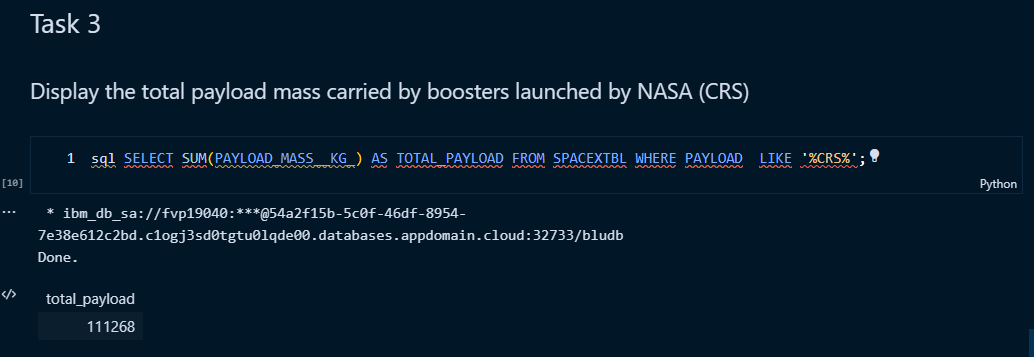 Task 3
Display the total payload mass carried by boosters launched by NASA (CRS)
1 sql SELECT SUM(PAYLOAD_MASS__KG_) AS TOTAL_PAYLOAD FROM SPACEXTBL WHERE PAYLOAD  LIKE '%CRS%';
[10]
Python
... * ibm_db_sa://fvp19040:***@54a2f15b-5c0f-46df-8954-
7e38e612c2bd.c1ogj3sd0tgtu0lqde00.databases.appdomain.cloud:32733/bludb
Done.
</> total_payload
111268